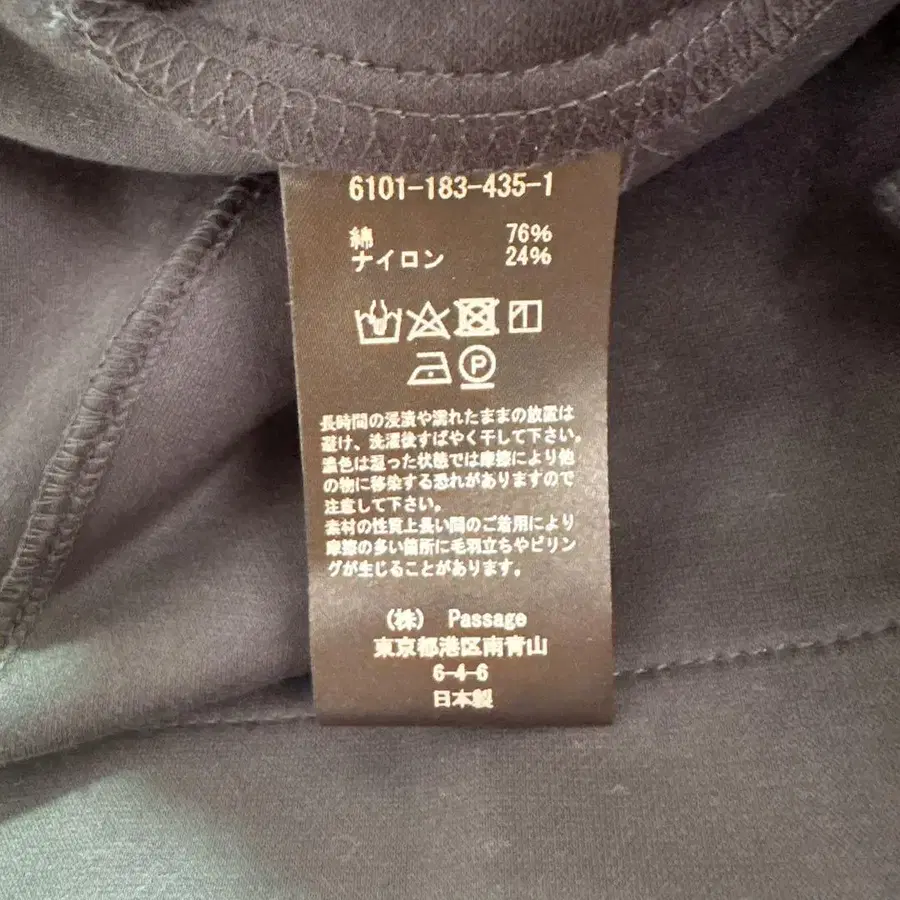 6101-183-435-1
綿 76%
ナイロン 24%
P
長時間の浸漬や濡れたままの放置は
避け、洗濯後すばやく干して下さい。
濃色は湿った状態では摩擦により他
の物に移染する恐れがありますので
注意して下さい。
素材の性質上長い間のご着用により
摩擦の多い箇所に毛羽立ちやピリン
グが生じることがあります。
(株) Passage
東京都港区南青山
6-4-6
日本製